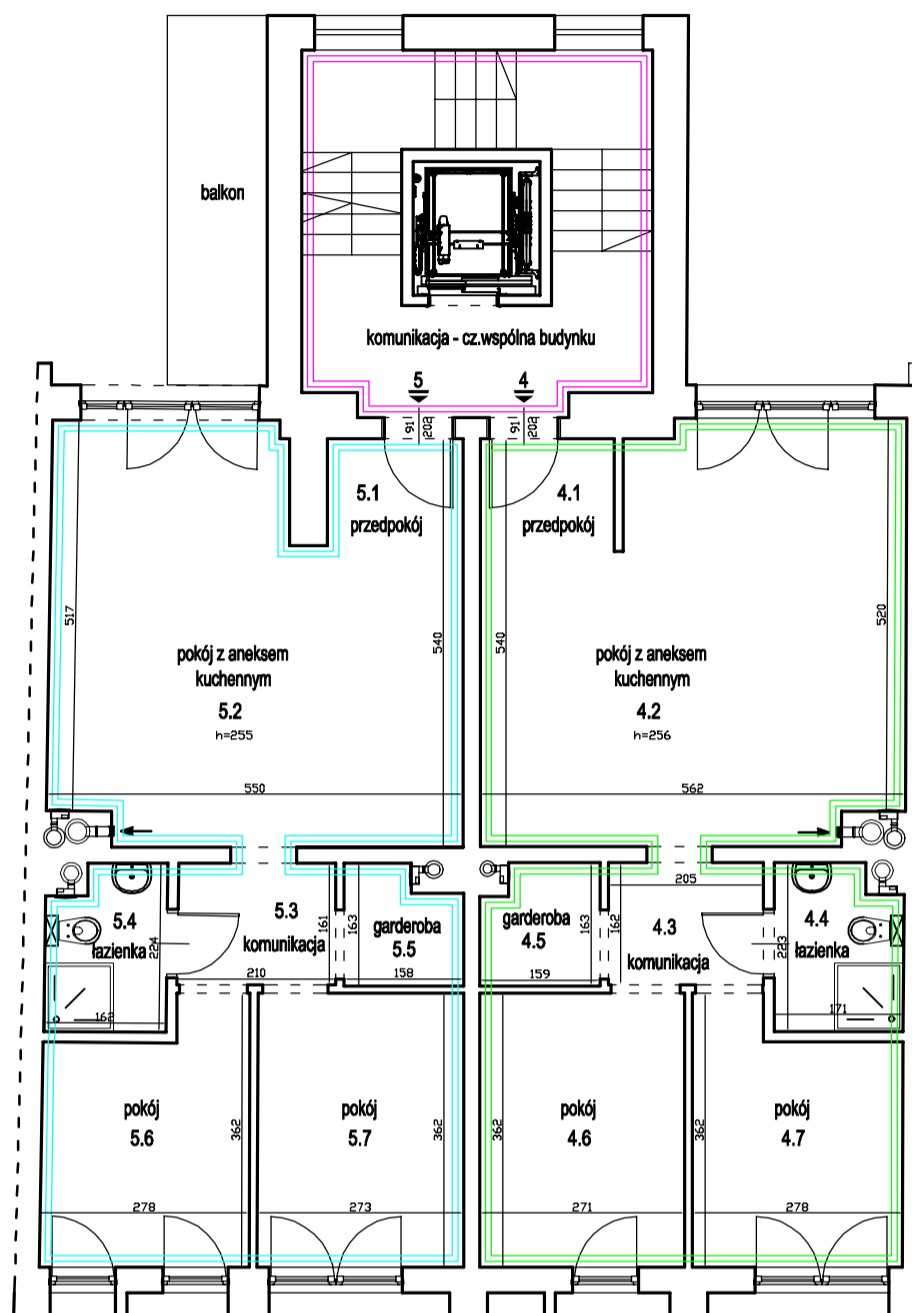 balkon
komunikacja - cz.wspólna budynku
5
4
91
202
91
202
5.1
przedpokój
4.1
przedpokój
517
540
540
520
pokój z aneksem
kuchennym
5.2
h=255
pokój z aneksem
kuchennym
4.2
h=256
550
562
205
5.4
łazienka
224
5.3
komunikacja
161
163
garderoba
5.5
garderoba
4.5
163
162
4.3
komunikacja
223
4.4
łazienka
210
158
159
162
171
pokój
5.6
362
pokój
5.7
362
362
pokój
4.6
362
pokój
4.7
278
273
271
278